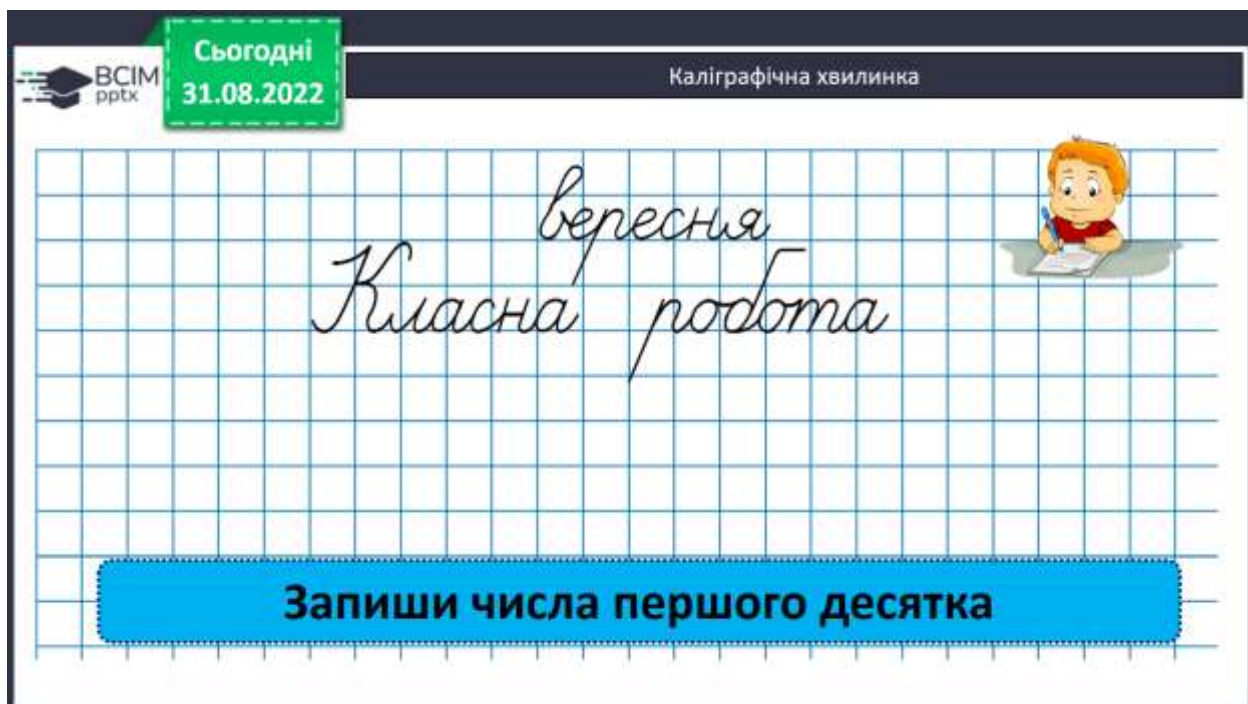 Сьогодні
31.08.2022
ВСІМ
pptx
Каліграфічна хвилинка
вересня
Класна робота
Запиши числа першого десятка